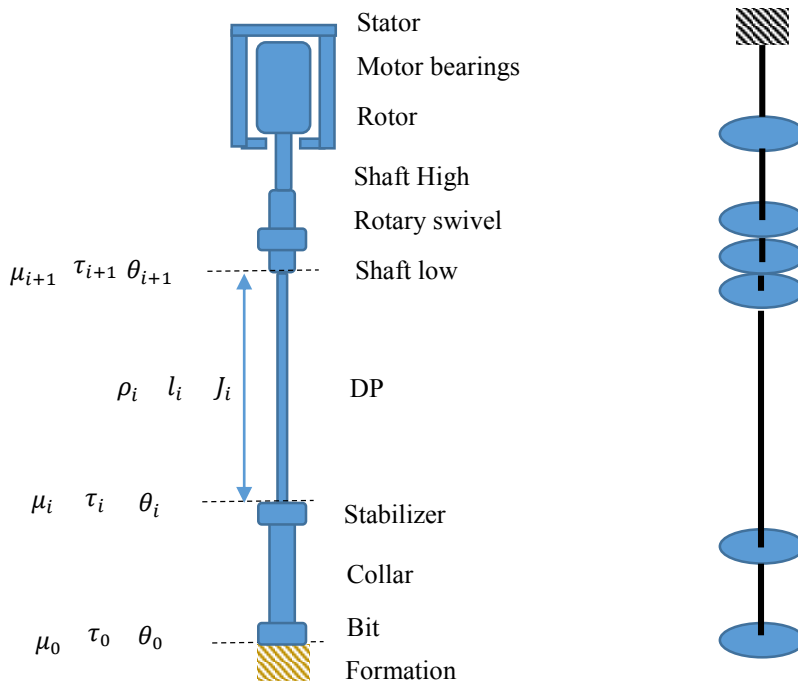 Stator
Motor bearings
Rotor
Shaft High
Rotary swivel
μ_{i+1} τ_{i+1} θ_{i+1}
Shaft low
ρ_i l_i J_i
DP
μ_i τ_i θ_i
Stabilizer
Collar
Bit
μ_0 τ_0 θ_0
Formation